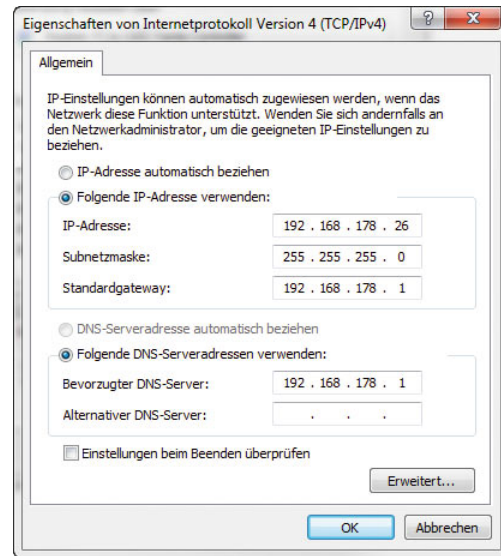 Eigenschaften von Internetprotokoll Version 4 (TCP/IPv4)
Allgemein
IP-Einstellungen können automatisch zugewiesen werden, wenn das
Netzwerk diese Funktion unterstützt. Wenden Sie sich andernfalls an
den Netzwerkadministrator, um die geeigneten IP-Einstellungen zu
beziehen.
IP-Adresse automatisch beziehen
Folgende IP-Adresse verwenden:
IP-Adresse: 192 . 168 . 178 . 26
Subnetzmaske: 255 . 255 . 255 . 0
Standardgateway: 192 . 168 . 178 . 1
DNS-Serveradresse automatisch beziehen
Folgende DNS-Serveradressen verwenden:
Bevorzugter DNS-Server: 192 . 168 . 178 . 1
Alternativer DNS-Server: . . .
Einstellungen beim Beenden überprüfen
Erweitert...
OK Abbrechen